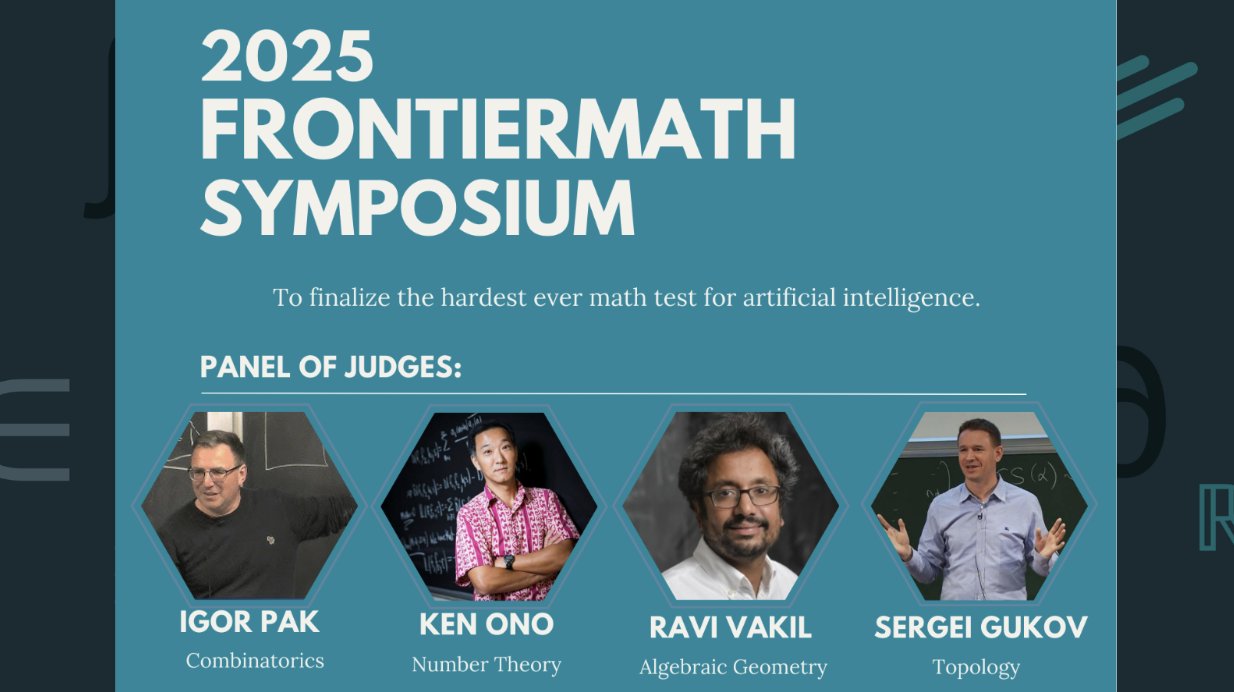 2025
FRONTIERMATH
SYMPOSIUM
To finalize the hardest ever math test for artificial intelligence.
PANEL OF JUDGES:
IGOR PAK
KEN ONO
RAVI VAKIL
SERGEI GUKOV
Combinatorics
Number Theory
Algebraic Geometry
Topology